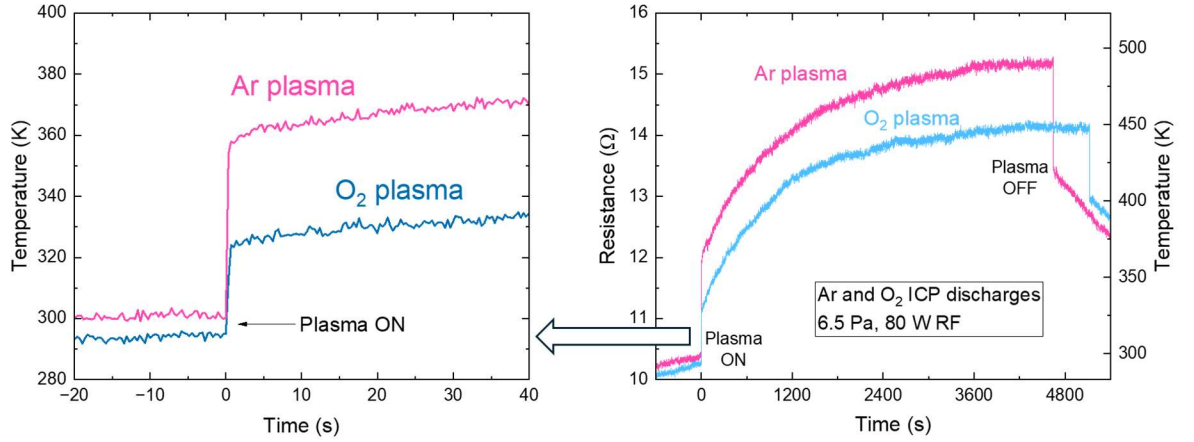 400
380
360
340
320
300
280
Temperature (K)
Ar plasma
O₂ plasma
Plasma ON
−20
−10
0
10
20
30
40
Time (s)
16
15
14
13
12
11
10
Resistance (Ω)
Ar plasma
O₂ plasma
Plasma
OFF
Ar and O₂ ICP discharges
6.5 Pa, 80 W RF
Plasma
ON
0
1200
2400
3600
4800
Time (s)
500
450
400
350
300
Temperature (K)